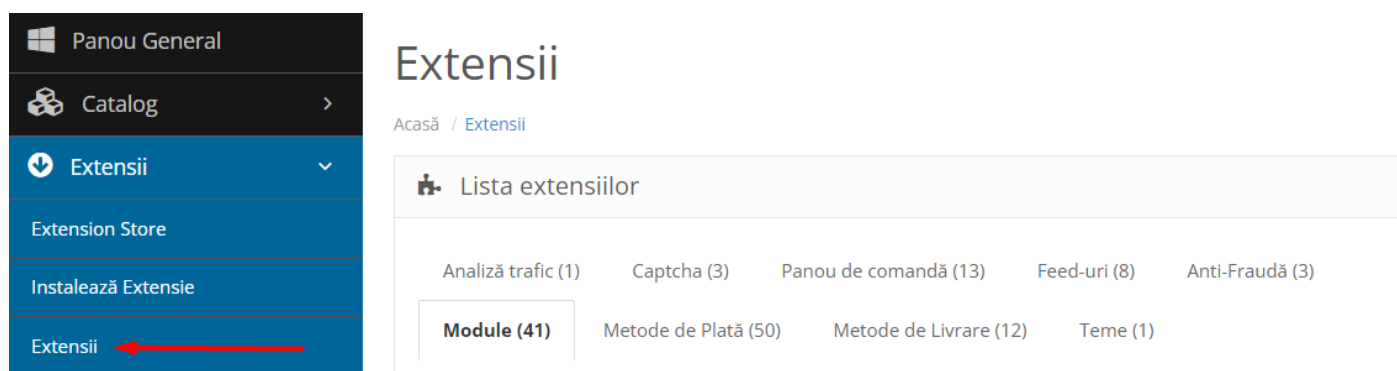 Panou General
Catalog
Extensii
Extension Store
Instalează Extensie
Extensii
Extensii
Acasă / Extensii
Lista extensiilor
Analiză trafic (1) Captcha (3) Panou de comandă (13) Feed-uri (8) Anti-Fraudă (3)
Module (41) Metode de Plată (50) Metode de Livrare (12) Teme (1)